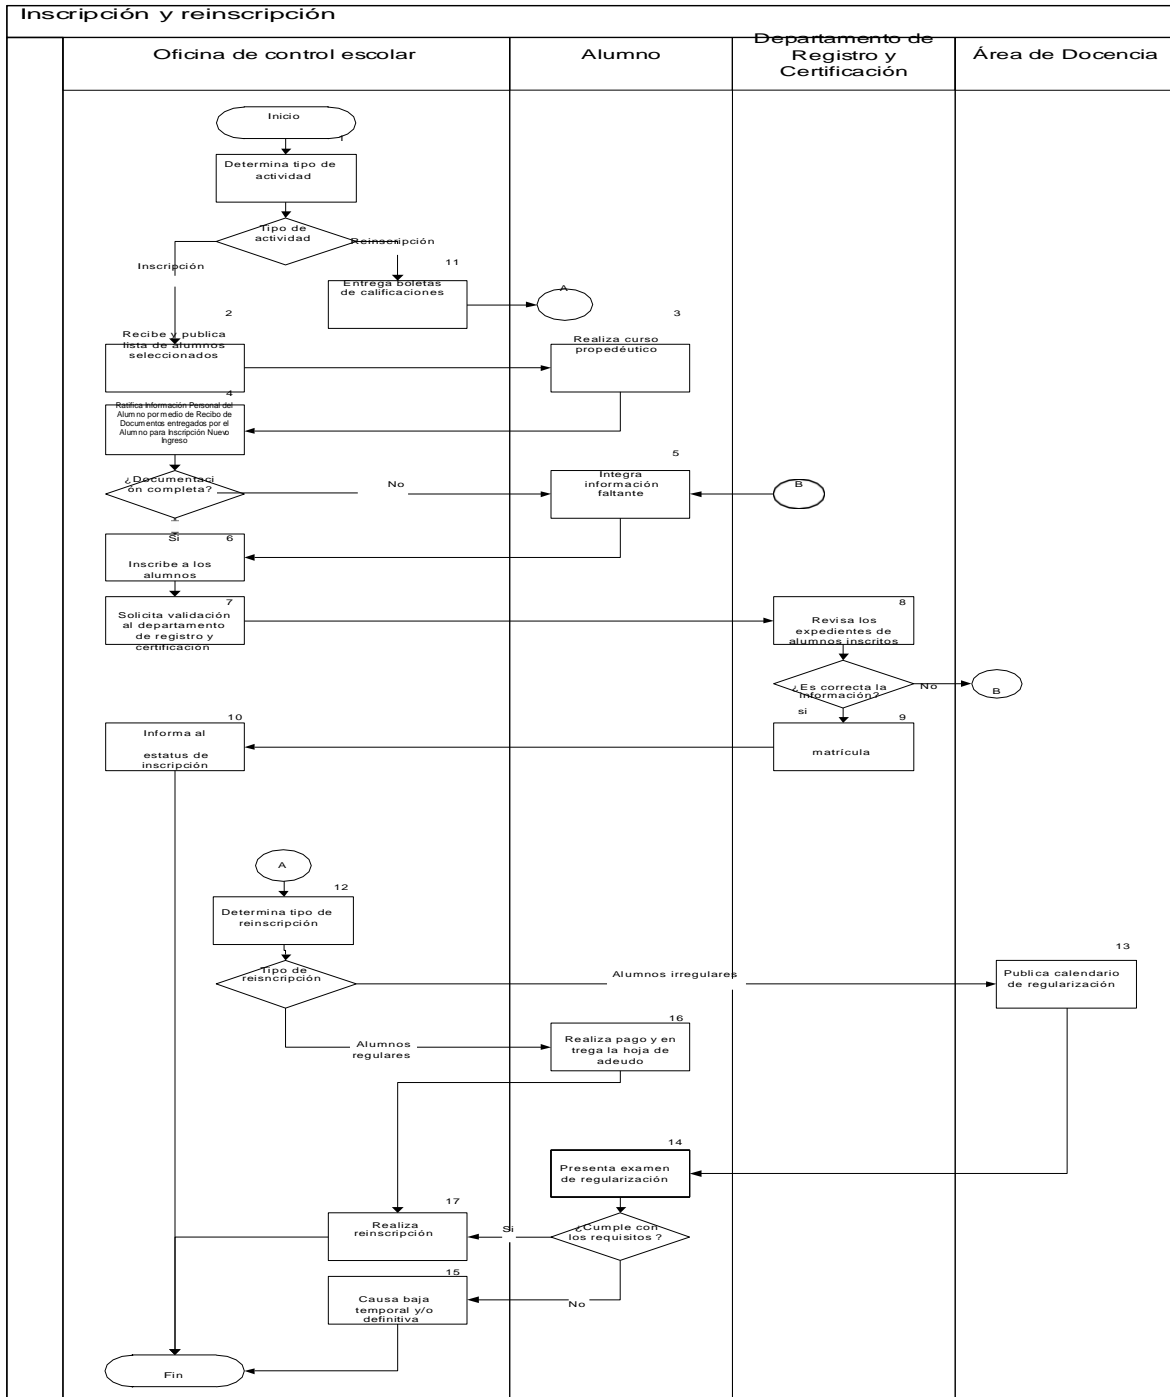 Inscripción y reinscripción
Oficina de control escolar
Alumno
Departamento de
Registro y
Certificación
Área de Docencia
Inicio
1
Determina tipo de
actividad
Tipo de
actividad
Reinscripción
Inscripción
11
Entrega boletas
de calificaciones
A
2
Recibe y publica
lista de alumnos
seleccionados
3
Realiza curso
propedéutico
4
Ratifica Información Personal del
Alumno por medio de Recibo de
Documentos entregados por el
Alumno para Inscripción Nuevo
Ingreso
¿Documentaci
ón completa?
No
5
Integra
información
faltante
B
Si
6
Inscribe a los
alumnos
7
Solicita validación
al departamento
de registro y
certificación
8
Revisa los
expedientes de
alumnos inscritos
¿Es correcta la
información?
No
B
si
9
matrícula
10
Informa al
estatus de
inscripción
A
12
Determina tipo de
reinscripción
Tipo de
reisncripción
Alumnos irregulares
13
Publica calendario
de regularización
Alumnos
regulares
16
Realiza pago y en
trega la hoja de
adeudo
14
Presenta examen
de regularización
17
Realiza
reinscripción
Si
¿Cumple con
los requisitos ?
15
Causa baja
temporal y/o
definitiva
No
Fin